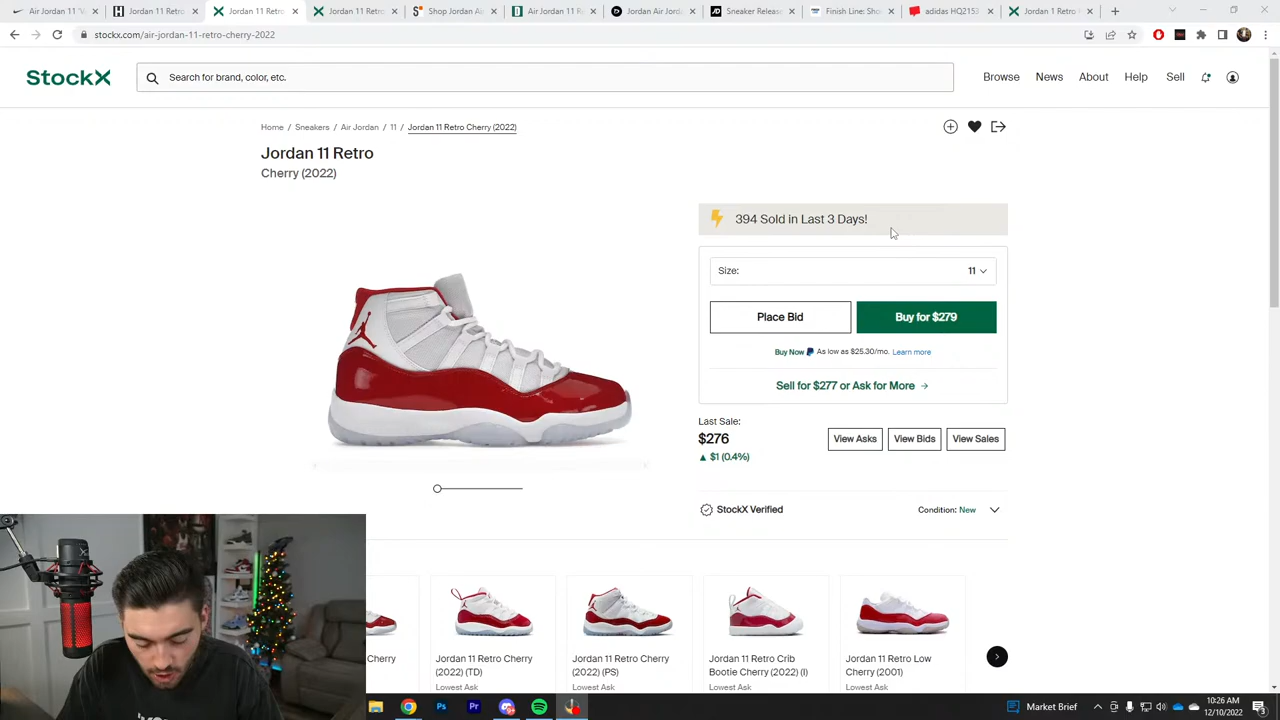 Air Jordan 11 'V
Jordan 11 Retro
Jordan 11 Retro
Jordan 11 Retro
Shop Jordan Ai
Air Jordan 11 R
Jordan Air Jor
Sneaker Releas
Finish Line: Sho
adidas HQ2153
Jordan 1 Retro
stockx.com/air-jordan-11-retro-cherry-2022
StockX
Search for brand, color, etc.
Browse News About Help Sell
Home / Sneakers / Air Jordan / 11 / Jordan 11 Retro Cherry (2022)
Jordan 11 Retro
Cherry (2022)
394 Sold in Last 3 Days!
Size: 11
Place Bid Buy for $279
Buy Now As low as $25.30/mo. Learn more
Sell for $277 or Ask for More →
Last Sale:
$276
▲ $1 (0.4%)
View Asks View Bids View Sales
StockX Verified Condition: New
Cherry
Jordan 11 Retro Cherry
(2022) (TD)
Lowest Ask
Jordan 11 Retro Cherry
(2022) (PS)
Lowest Ask
Jordan 11 Retro Crib
Bootie Cherry (2022) (I)
Lowest Ask
Jordan 11 Retro Low
Cherry (2001)
Lowest Ask
Ps
Pr
Market Brief
10:26 AM
12/10/2022